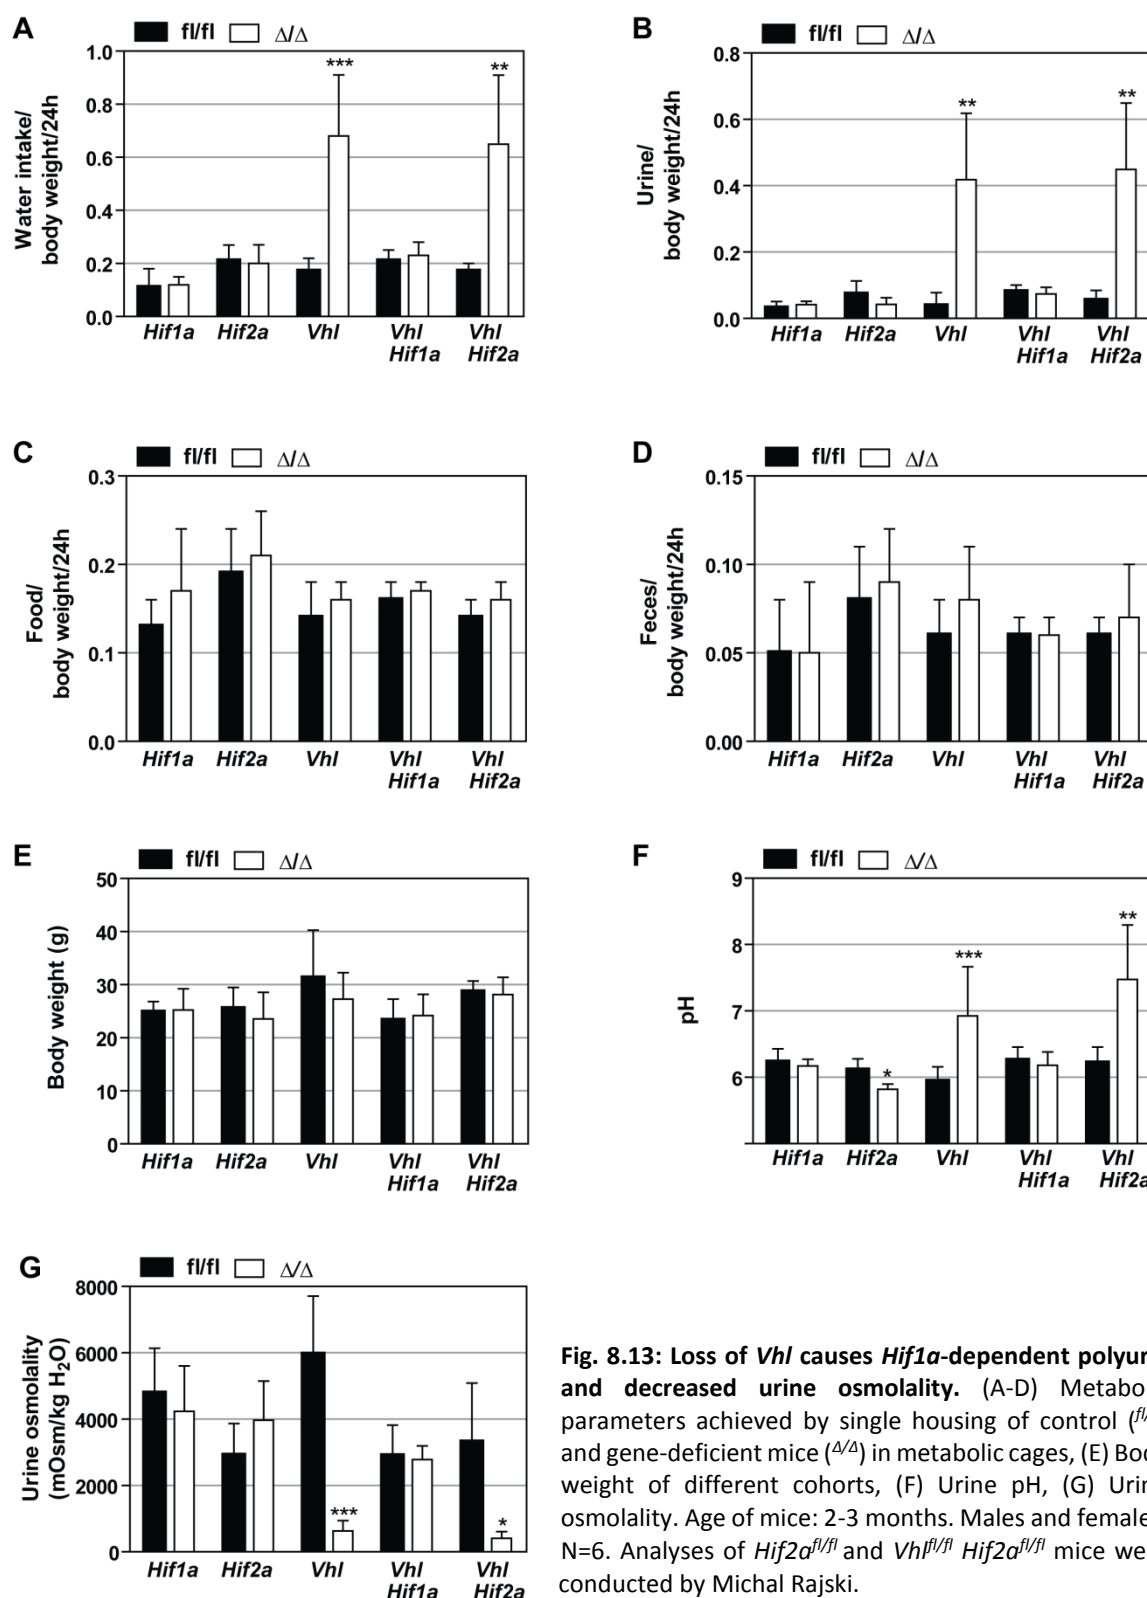 A
fl/fl Δ/Δ
Water intake/
body weight/24h
1.0
0.8
0.6
0.4
0.2
0.0
***
**
Hif1a Hif2a Vhl Vhl Vhl
Hif1a Hif2a
B
fl/fl Δ/Δ
Urine/
body weight/24h
0.8
0.6
0.4
0.2
0.0
**
**
Hif1a Hif2a Vhl Vhl Vhl
Hif1a Hif2a
C
fl/fl Δ/Δ
Food/
body weight/24h
0.3
0.2
0.1
0.0
Hif1a Hif2a Vhl Vhl Vhl
Hif1a Hif2a
D
fl/fl Δ/Δ
Feces/
body weight/24h
0.15
0.10
0.05
0.00
Hif1a Hif2a Vhl Vhl Vhl
Hif1a Hif2a
E
fl/fl Δ/Δ
Body weight (g)
50
40
30
20
10
0
Hif1a Hif2a Vhl Vhl Vhl
Hif1a Hif2a
F
fl/fl Δ/Δ
pH
9
8
7
6
*
***
**
Hif1a Hif2a Vhl Vhl Vhl
Hif1a Hif2a
G
fl/fl Δ/Δ
Urine osmolality
(mOsm/kg H2O)
8000
6000
4000
2000
0
***
*
Hif1a Hif2a Vhl Vhl Vhl
Hif1a Hif2a
Fig. 8.13: Loss of Vhl causes Hif1a-dependent polyur
and decreased urine osmolality. (A-D) Metabo
parameters achieved by single housing of control (fl/
and gene-deficient mice (Δ/Δ) in metabolic cages, (E) Bod
weight of different cohorts, (F) Urine pH, (G) Urin
osmolality. Age of mice: 2-3 months. Males and female
N=6. Analyses of Hif2afl/fl and Vhlfl/fl Hif2afl/fl mice we
conducted by Michal Rajski.